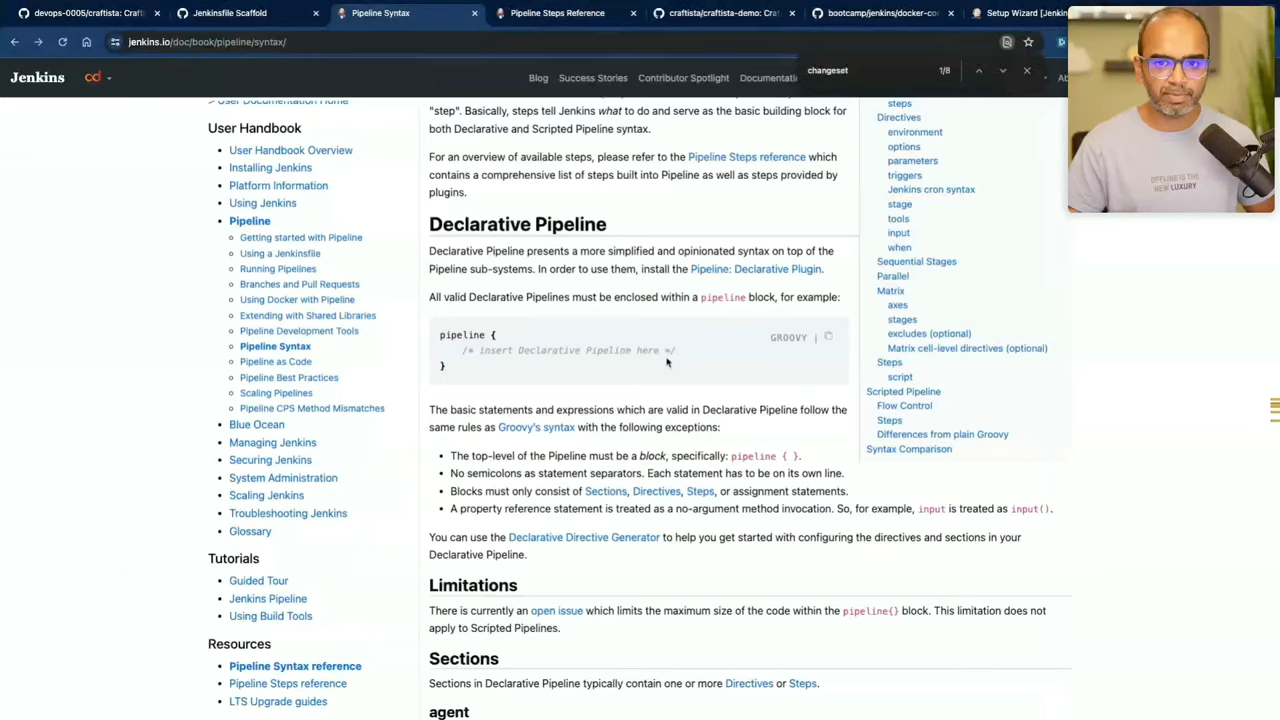 devops-0005/craftista: Craft
Jenkinsfile Scaffold
Pipeline Syntax
Pipeline Steps Reference
craftista/craftista-demo: Cra
bootcamp/jenkins/docker-co
Setup Wizard [Jenkins
jenkins.io/doc/book/pipeline/syntax/
changeset
1/8
Jenkins
cd
Blog
Success Stories
Contributor Spotlight
Documentati
Ab
> User Documentation Home
User Handbook
User Handbook Overview
Installing Jenkins
Platform Information
Using Jenkins
Pipeline
Getting started with Pipeline
Using a Jenkinsfile
Running Pipelines
Branches and Pull Requests
Using Docker with Pipeline
Extending with Shared Libraries
Pipeline Development Tools
Pipeline Syntax
Pipeline as Code
Pipeline Best Practices
Scaling Pipelines
Pipeline CPS Method Mismatches
Blue Ocean
Managing Jenkins
Securing Jenkins
System Administration
Scaling Jenkins
Troubleshooting Jenkins
Glossary
Tutorials
Guided Tour
Jenkins Pipeline
Using Build Tools
Resources
Pipeline Syntax reference
Pipeline Steps reference
LTS Upgrade guides
"step". Basically, steps tell Jenkins what to do and serve as the basic building block for
both Declarative and Scripted Pipeline syntax.
For an overview of available steps, please refer to the Pipeline Steps reference which
contains a comprehensive list of steps built into Pipeline as well as steps provided by
plugins.
Declarative Pipeline
Declarative Pipeline presents a more simplified and opinionated syntax on top of the
Pipeline sub-systems. In order to use them, install the Pipeline: Declarative Plugin.
All valid Declarative Pipelines must be enclosed within a pipeline block, for example:
pipeline {
GROOVY |
/* insert Declarative Pipeline here */
}
The basic statements and expressions which are valid in Declarative Pipeline follow the
same rules as Groovy's syntax with the following exceptions:
The top-level of the Pipeline must be a block, specifically: pipeline { }.
No semicolons as statement separators. Each statement has to be on its own line.
Blocks must only consist of Sections, Directives, Steps, or assignment statements.
A property reference statement is treated as a no-argument method invocation. So, for example, input is treated as input().
You can use the Declarative Directive Generator to help you get started with configuring the directives and sections in your
Declarative Pipeline.
Limitations
There is currently an open issue which limits the maximum size of the code within the pipeline{} block. This limitation does not
apply to Scripted Pipelines.
Sections
Sections in Declarative Pipeline typically contain one or more Directives or Steps.
agent
steps
Directives
environment
options
parameters
triggers
Jenkins cron syntax
stage
tools
input
when
Sequential Stages
Parallel
Matrix
axes
stages
excludes (optional)
Matrix cell-level directives (optional)
Steps
script
Scripted Pipeline
Flow Control
Steps
Differences from plain Groovy
Syntax Comparison
OFFLINE IS THE
NEW LUXURY